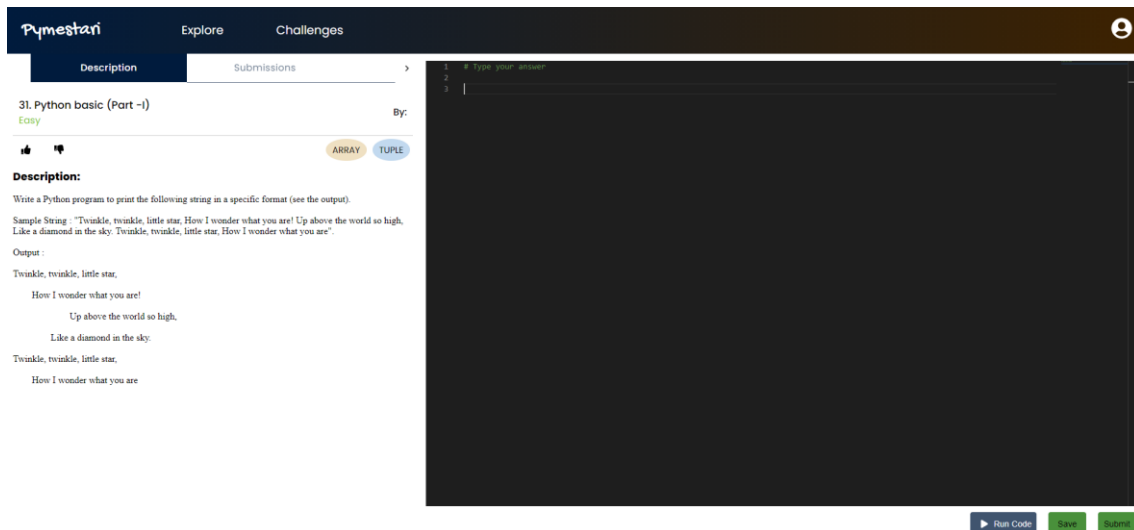 Pymestari
Explore
Challenges
Description
Submissions
31. Python basic (Part -I)
Easy
By:
ARRAY
TUPLE
Description:
Write a Python program to print the following string in a specific format (see the output).
Sample String : "Twinkle, twinkle, little star, How I wonder what you are! Up above the world so high,
Like a diamond in the sky. Twinkle, twinkle, little star, How I wonder what you are".
Output :
Twinkle, twinkle, little star,
How I wonder what you are!
Up above the world so high,
Like a diamond in the sky.
Twinkle, twinkle, little star,
How I wonder what you are
1 # Type your answer
2
3
Run Code
Save
Submit